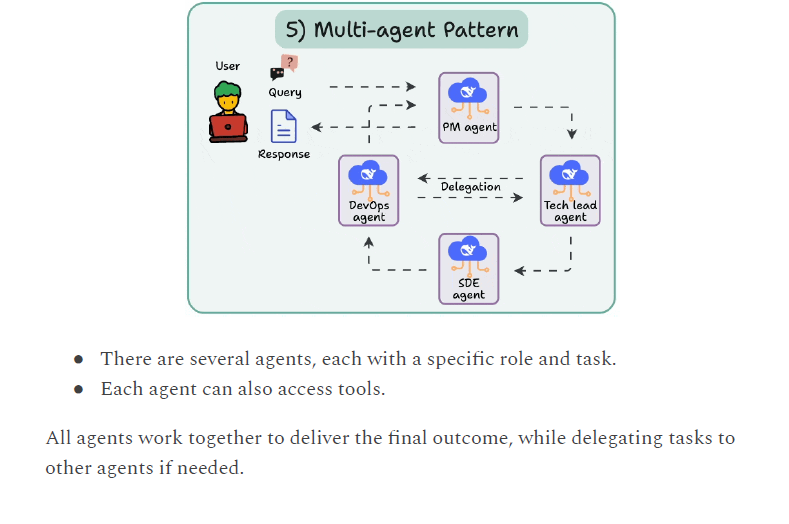 5) Multi-agent Pattern
User
?
Query
PM agent
Response
Delegation
DevOps
agent
Tech lead
agent
SDE
agent
● There are several agents, each with a specific role and task.
● Each agent can also access tools.
All agents work together to deliver the final outcome, while delegating tasks to
other agents if needed.